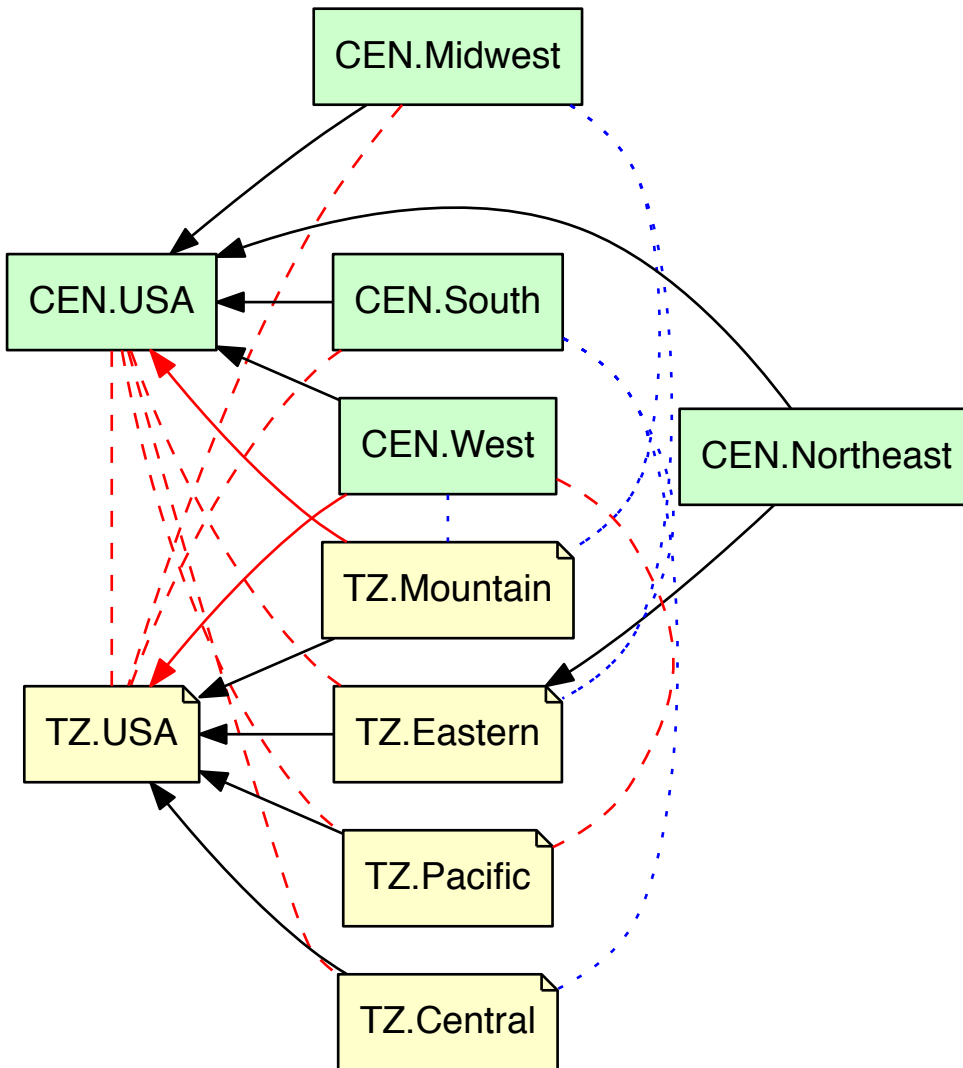 CEN.Midwest
CEN.USA
CEN.South
CEN.West
CEN.Northeast
TZ.Mountain
TZ.USA
TZ.Eastern
TZ.Pacific
TZ.Central